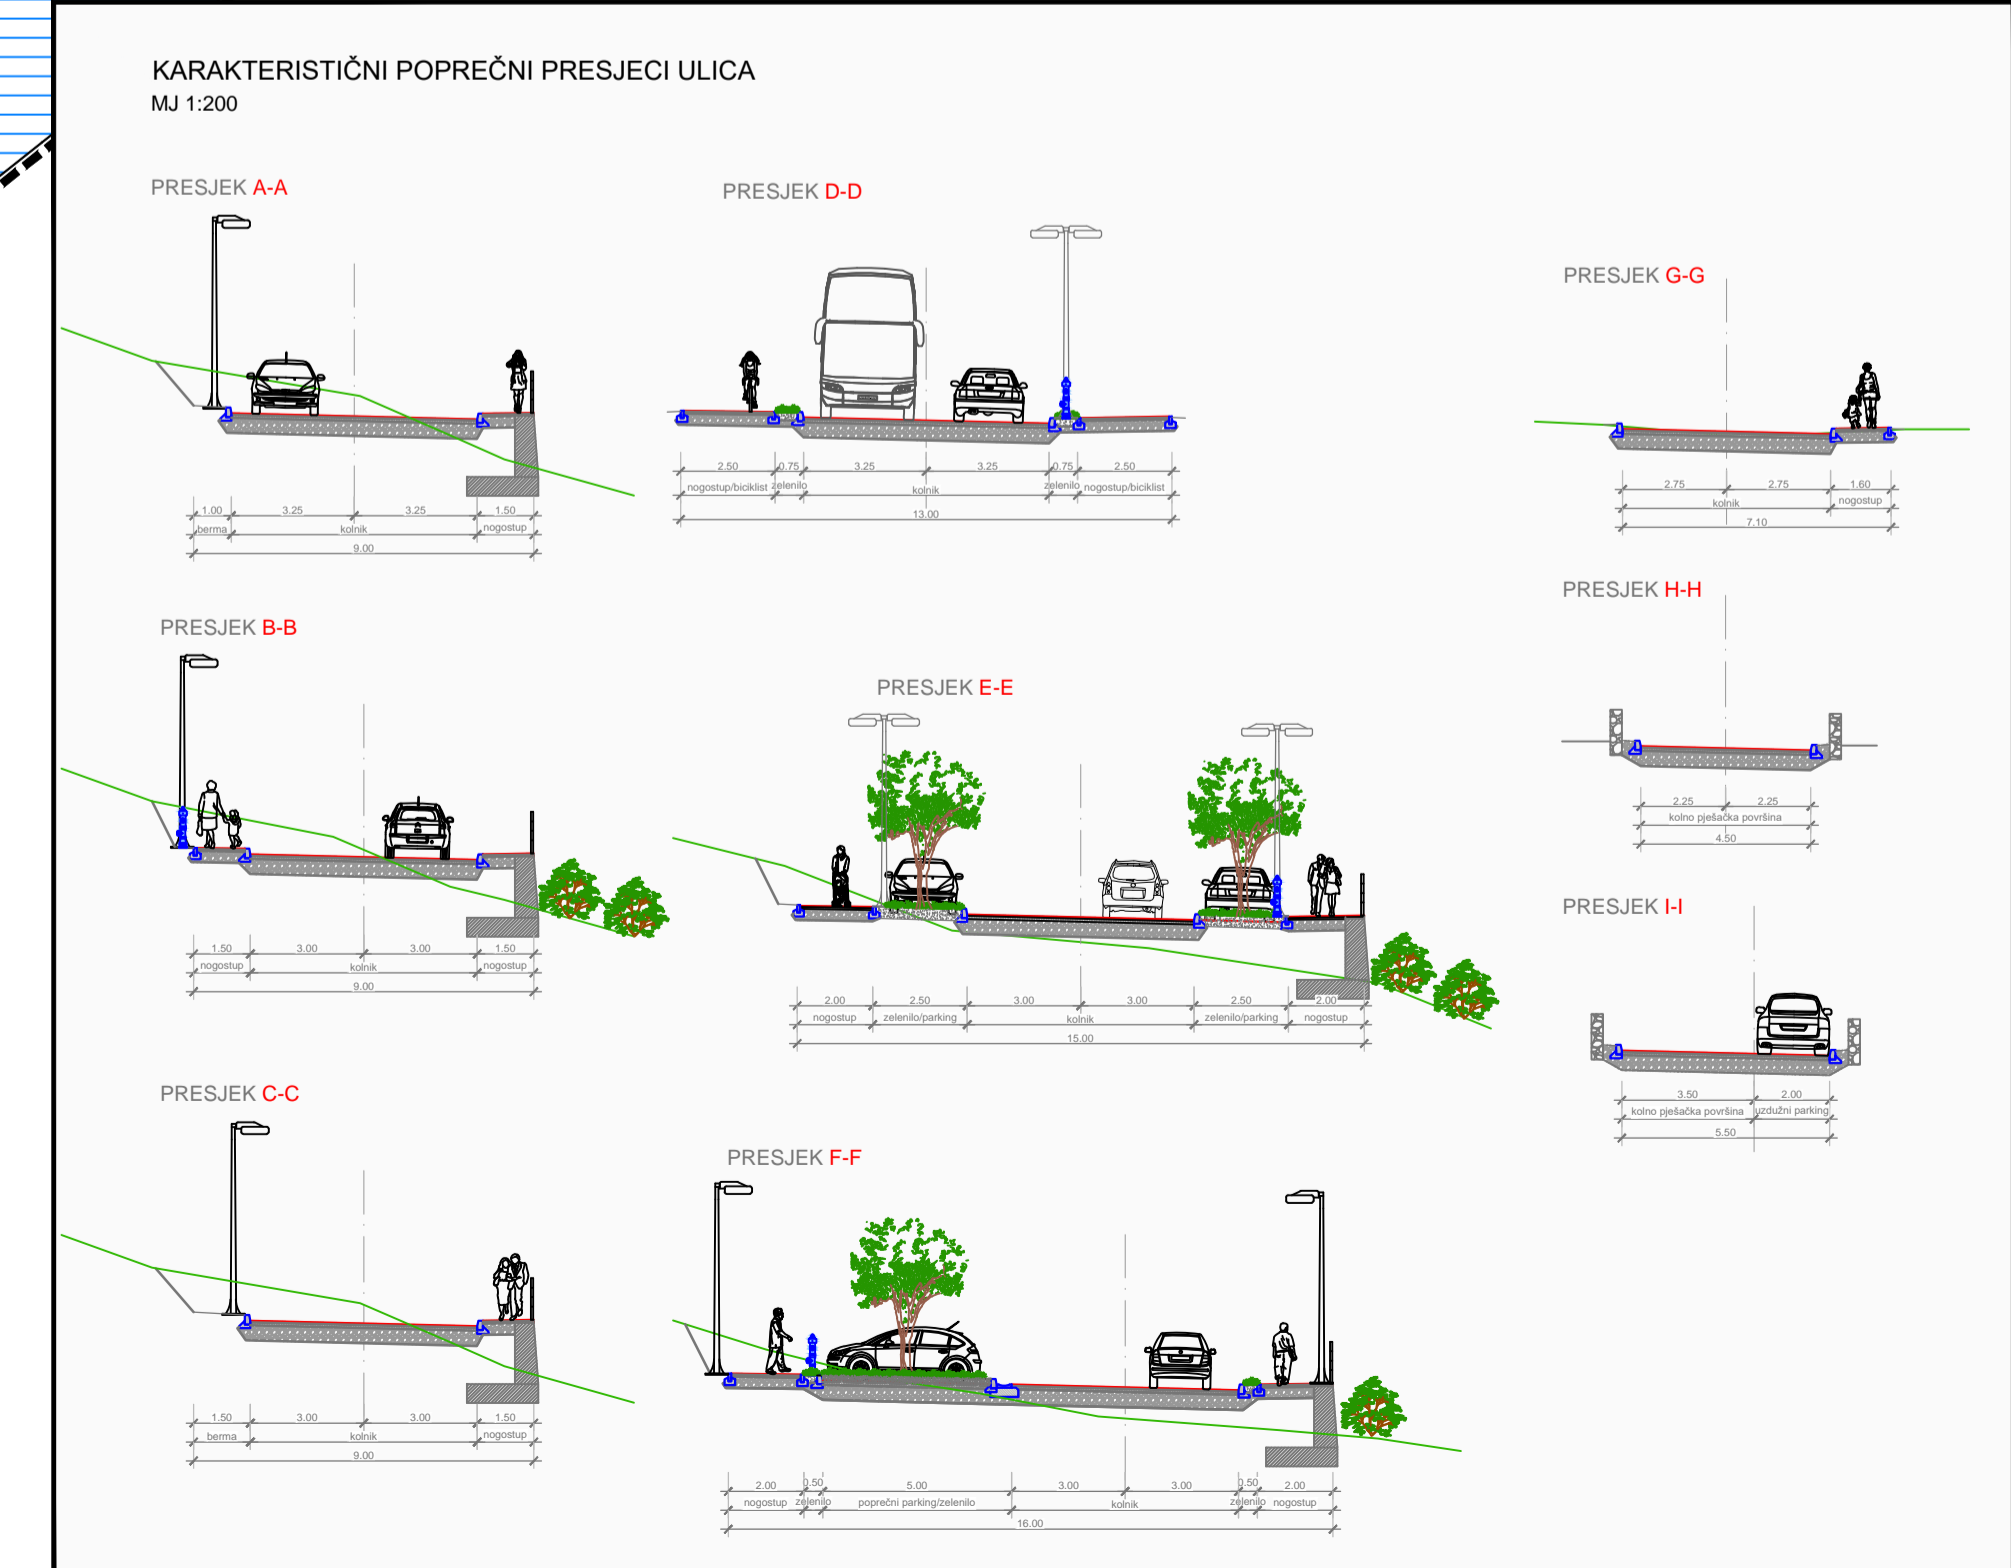 KARAKTERISTIČNI POPREČNI PRESJECI ULICA
MJ 1:200
PRESJEK A-A
1.00 3.25 3.25 1.50
berma kolnik nogostup
9.00
PRESJEK B-B
1.50 3.00 3.00 1.50
nogostup kolnik nogostup
9.00
PRESJEK C-C
1.50 3.00 3.00 1.50
berma kolnik nogostup
9.00
PRESJEK D-D
2.50 0.75 3.25 3.25 0.75 2.50
nogostup/biciklist zelenilo kolnik zelenilo nogostup/biciklist
13.00
PRESJEK E-E
2.00 2.50 3.00 3.00 2.50 2.00
nogostup zelenilo/parking kolnik zelenilo/parking nogostup
15.00
PRESJEK F-F
2.00 0.50 5.00 3.00 3.00 0.50 2.00
nogostup zelenilo poprečni parking/zelenilo kolnik zelenilo nogostup
16.00
PRESJEK G-G
2.75 2.75 1.60
kolnik nogostup
7.10
PRESJEK H-H
2.25 2.25
kolno pješačka površina
4.50
PRESJEK I-I
3.50 2.00
kolno pješačka površina uzdužni parking
5.50